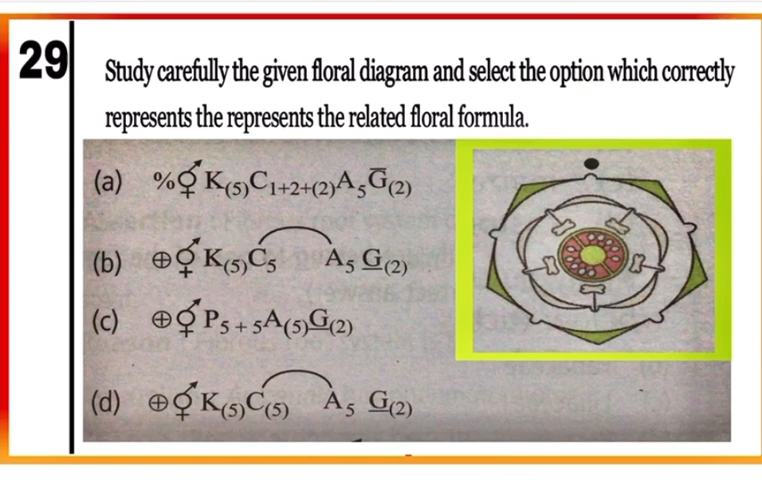 29
Study carefully the given floral diagram and select the option which correctly
represents the represents the related floral formula.
(a) %⚥ K₍₅₎C₁₊₂₊₍₂₎A₅G̅₍₂₎
(b) ⊕⚥ K₍₅₎C₅ A₅ G̲₍₂₎
(c) ⊕⚥ P₅₊₅A₍₅₎G̲₍₂₎
(d) ⊕⚥ K₍₅₎C₍₅₎ A₅ G̲₍₂₎